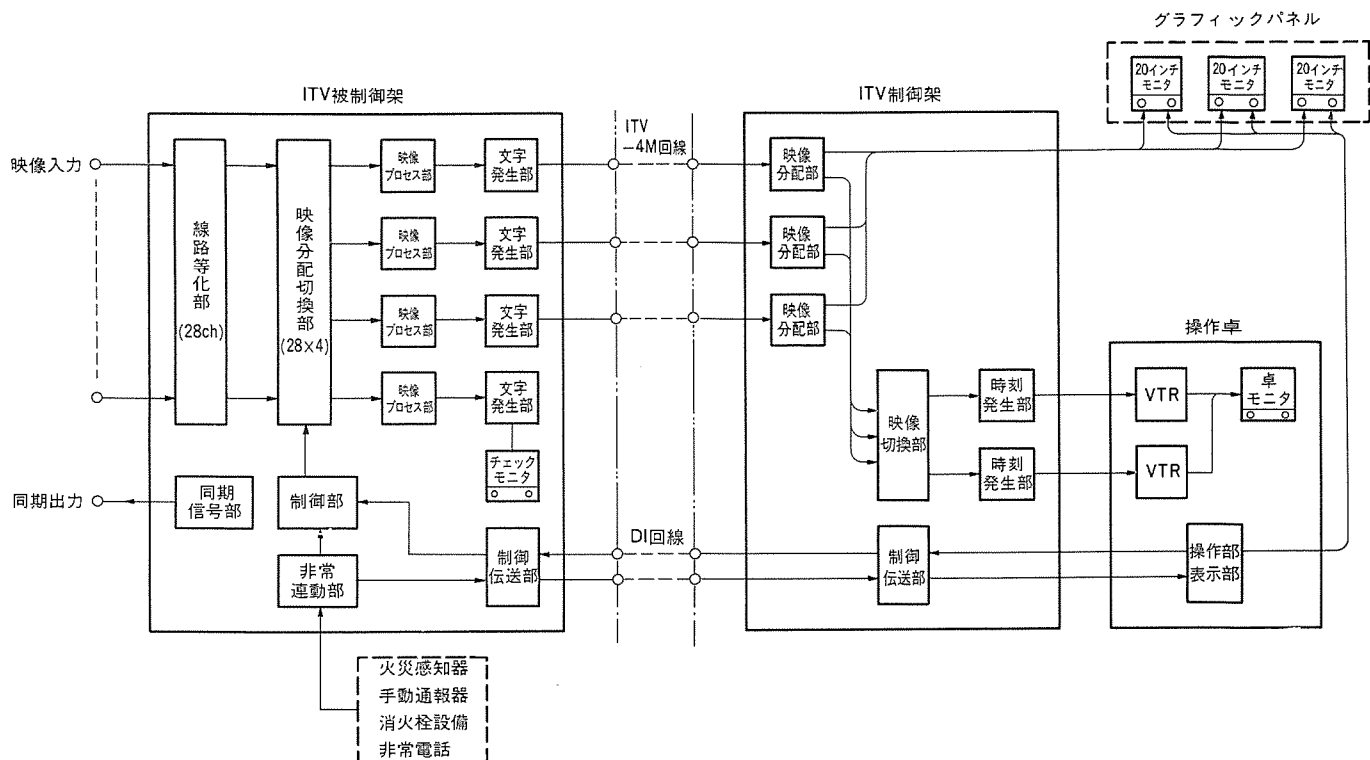 グラフィックパネル
20インチ
モニタ
20インチ
モニタ
20インチ
モニタ
ITV被制御架
ITV
-4M回線
ITV制御架
映像入力
線路等化部
(28ch)
映像分配切換部
(28×4)
映像
プロセス部
文字
発生部
映像
分配部
映像
プロセス部
文字
発生部
映像
分配部
映像
プロセス部
文字
発生部
映像
分配部
映像
プロセス部
文字
発生部
チェック
モニタ
映像
切換部
時刻
発生部
時刻
発生部
操作卓
VTR
卓
モニタ
VTR
同期出力
同期
信号部
制御部
非常
連動部
制御
伝送部
DI回線
制御
伝送部
操作部
表示部
火災感知器
手動通報器
消火栓設備
非常電話